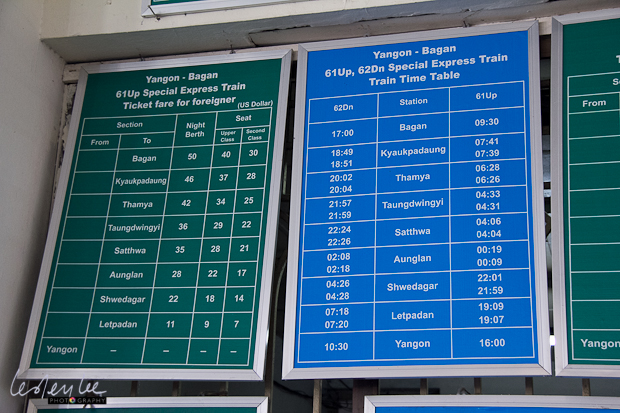 Yangon - Bagan
61Up Special Express Train
Ticket fare for foreigner (US Dollar)
Section Night Berth Seat
From To Upper Class Second Class
Bagan 50 40 30
Kyaukpadaung 46 37 28
Thamya 42 34 25
Taungdwingyi 36 29 22
Satthwa 35 28 21
Aunglan 28 22 17
Shwedagar 22 18 14
Letpadan 11 9 7
Yangon – – –
Yangon - Bagan
61Up, 62Dn Special Express Train
Train Time Table
62Dn Station 61Up
17:00 Bagan 09:30
18:49 Kyaukpadaung 07:41
18:51 07:39
20:02 Thamya 06:28
20:04 06:26
21:57 Taungdwingyi 04:33
21:59 04:31
22:24 Satthwa 04:06
22:26 04:04
02:08 Aunglan 00:19
02:18 00:09
04:26 Shwedagar 22:01
04:28 21:59
07:18 Letpadan 19:09
07:20 19:07
10:30 Yangon 16:00
From
Yangon
Lesley Lee
PHOTOGRAPHY